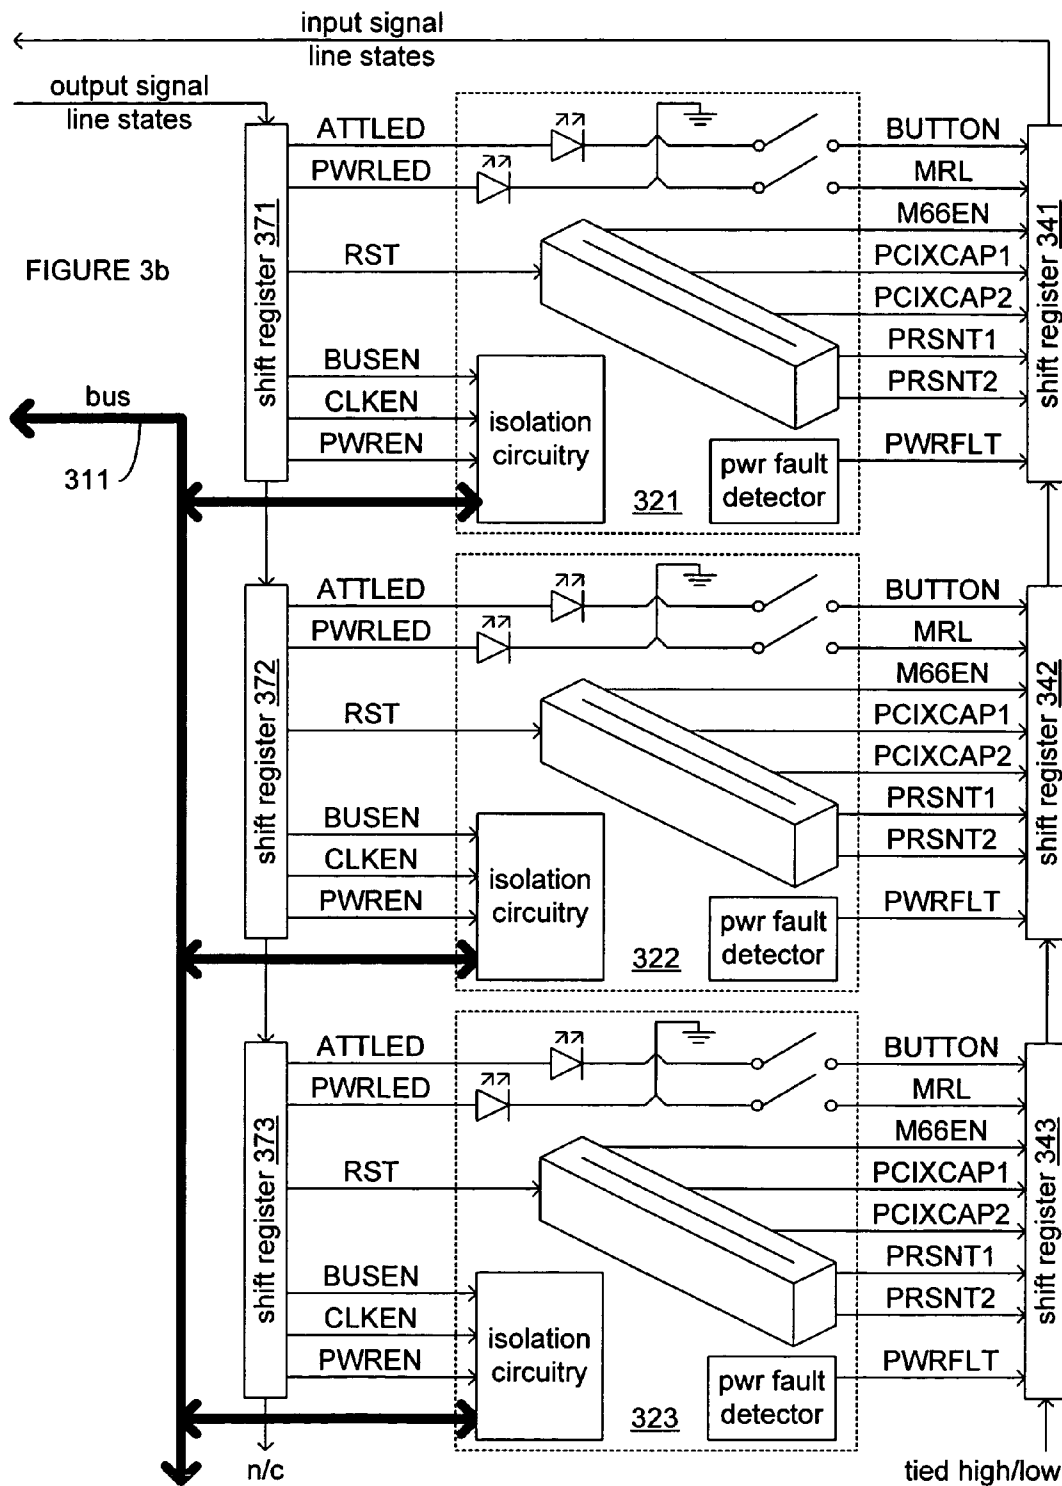 input signal
line states
output signal
line states
FIGURE 3b
bus
311
shift register 371
ATTLED
PWRLED
RST
BUSEN
CLKEN
PWREN
isolation
circuitry
321
pwr fault
detector
BUTTON
MRL
M66EN
PCIXCAP1
PCIXCAP2
PRSNT1
PRSNT2
PWRFLT
shift register 341
shift register 372
ATTLED
PWRLED
RST
BUSEN
CLKEN
PWREN
isolation
circuitry
322
pwr fault
detector
BUTTON
MRL
M66EN
PCIXCAP1
PCIXCAP2
PRSNT1
PRSNT2
PWRFLT
shift register 342
shift register 373
ATTLED
PWRLED
RST
BUSEN
CLKEN
PWREN
isolation
circuitry
323
pwr fault
detector
BUTTON
MRL
M66EN
PCIXCAP1
PCIXCAP2
PRSNT1
PRSNT2
PWRFLT
shift register 343
n/c
tied high/low